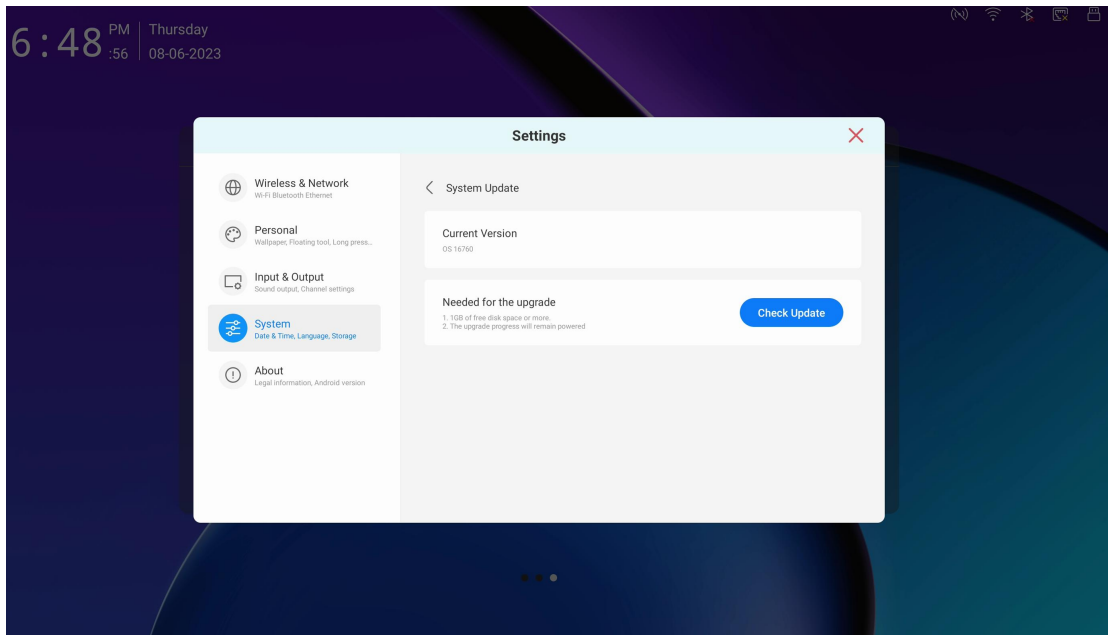 6:48 PM :56
Thursday
08-06-2023
Settings
Wireless & Network
Wi-Fi Bluetooth Ethernet
Personal
Wallpaper, Floating tool, Long press...
Input & Output
Sound output, Channel settings
System
Date & Time, Language, Storage
About
Legal information, Android version
System Update
Current Version
OS 16760
Needed for the upgrade
1. 1GB of free disk space or more.
2. The upgrade progress will remain powered
Check Update